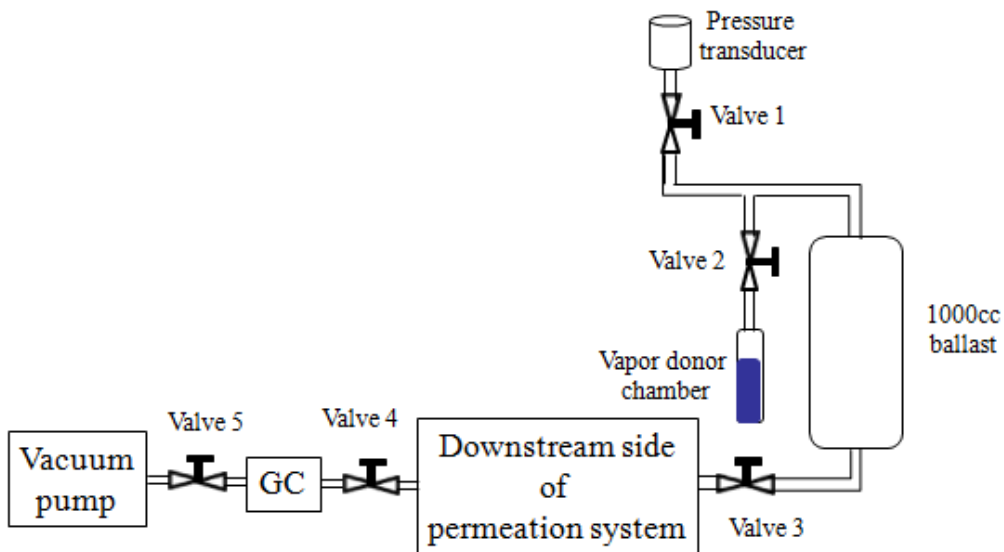 Pressure
transducer
Valve 1
Valve 2
1000cc
ballast
Vapor donor
chamber
Valve 5
Valve 4
Vacuum
pump
GC
Downstream side
of
permeation system
Valve 3